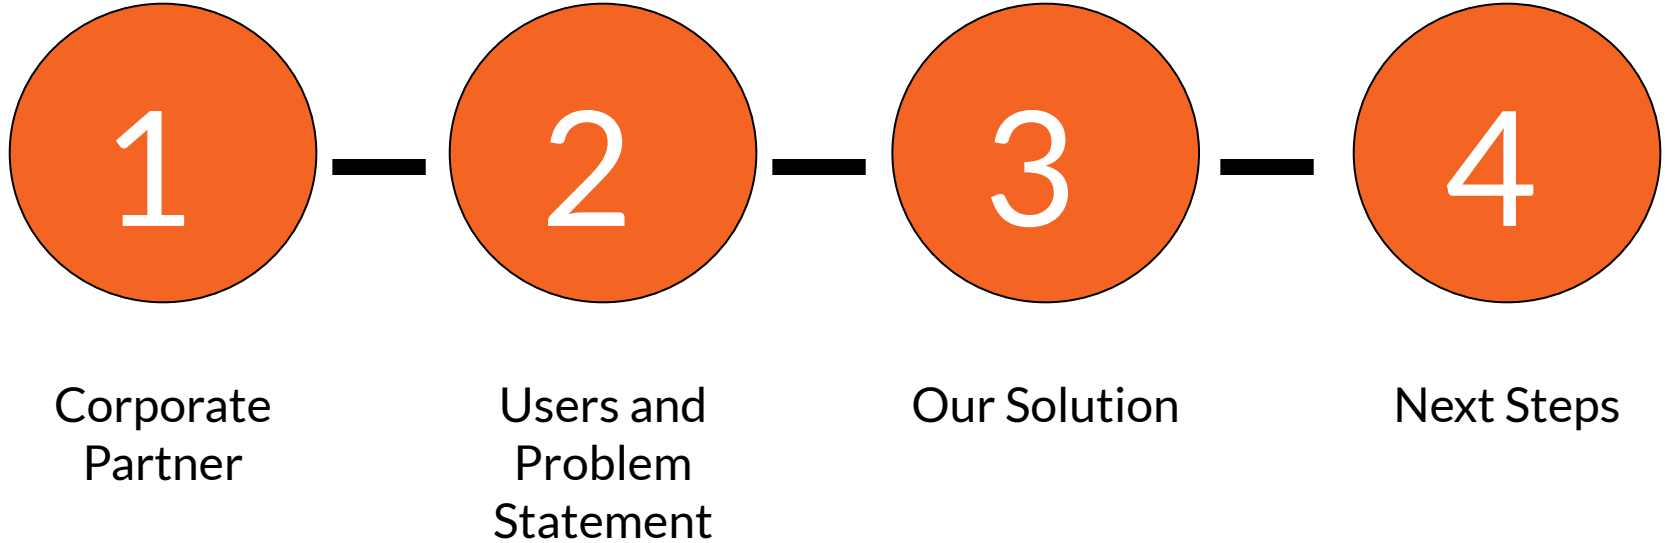 1
2
3
4
Corporate
Partner
Users and
Problem
Statement
Our Solution
Next Steps